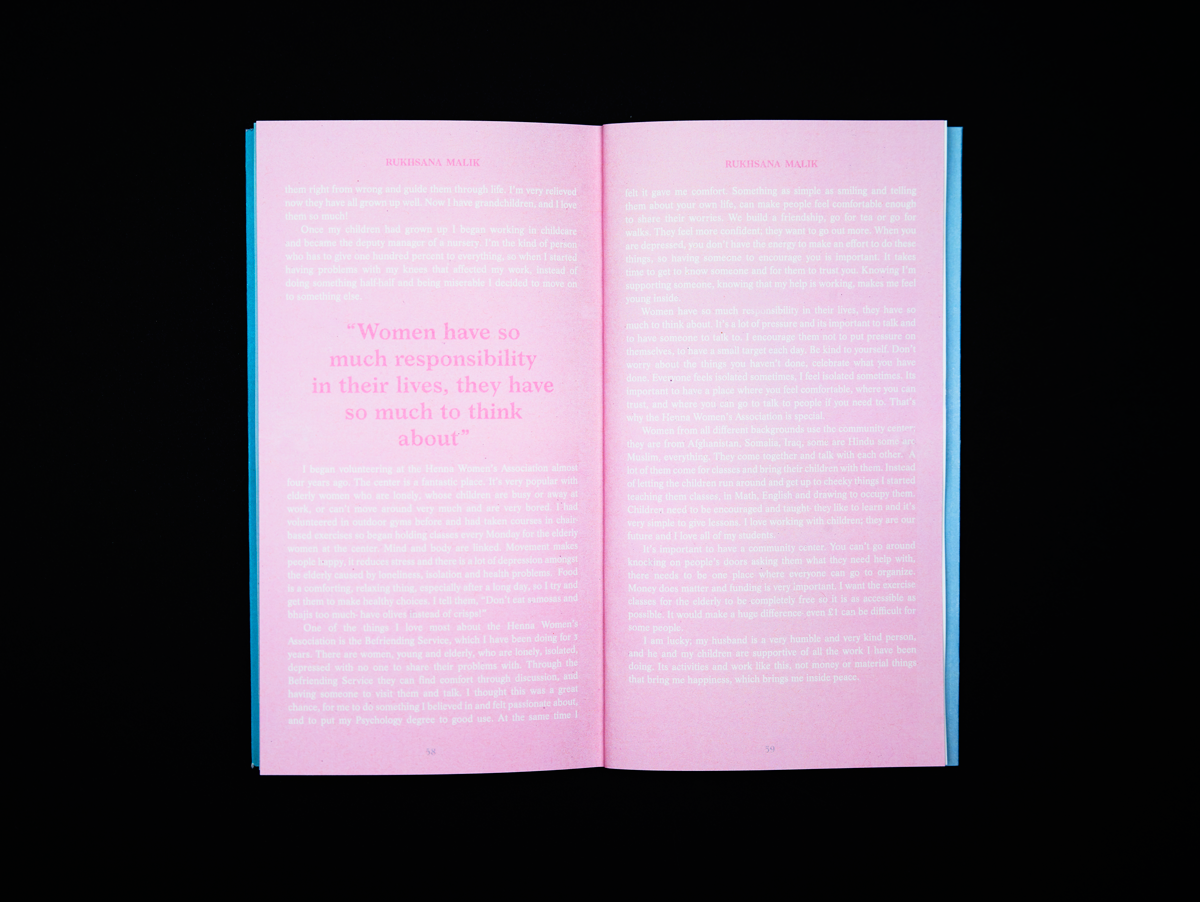 RUKHSANA MALIK
them right from wrong and guide them through life. I'm very relieved
now they have all grown up well. Now I have grandchildren, and I love
them so much!
Once my children had grown up I began working in childcare
and became the deputy manager of a nursery. I'm the kind of person
who has to give one hundred percent to everything, so when I started
having problems with my knees that affected my work, instead of
doing something half-half and being miserable I decided to move on
to something else.
“Women have so
much responsibility
in their lives, they have
so much to think
about”
I began volunteering at the Henna Women's Association almost
four years ago. The center is a fantastic place. It's very popular with
elderly women who are lonely, whose children are busy or away at
work, or can't move around very much and are very bored. I had
volunteered in outdoor gyms before and had taken courses in chair-
based exercises so began holding classes every Monday for the elderly
women at the center. Mind and body are linked. Movement makes
people happy, it reduces stress and there is a lot of depression amongst
the elderly caused by loneliness, isolation and health problems. Food
is a comforting, relaxing thing, especially after a long day, so I try and
get them to make healthy choices. I tell them, “Don't eat sumosas and
bhajis too much- have olives instead of crisps!”
One of the things I love most about the Henna Women's
Association is the Befriending Service, which I have been doing for 3
years. There are women, young and elderly, who are lonely, isolated,
depressed with no one to share their problems with. Through the
Befriending Service they can find comfort through discussion, and
having someone to visit them and talk. I thought this was a great
chance, for me to do something I believed in and felt passionate about,
and to put my Psychology degree to good use. At the same time I
58
RUKHSANA MALIK
felt it gave me comfort. Something as simple as smiling and telling
them about your own life, can make people feel comfortable enough
to share their worries. We build a friendship, go for tea or go for
walks. They feel more confident, they want to go out more. When you
are depressed, you don't have the energy to make an effort to do these
things, so having someone to encourage you is important. It takes
time to get to know someone and for them to trust you. Knowing I'm
supporting someone, knowing that my help is working, makes me feel
young inside.
Women have so much responsibility in their lives, they have so
much to think about. It's a lot of pressure and its important to talk and
to have someone to talk to. I encourage them not to put pressure on
themselves, to have a small target each day. Be kind to yourself. Don't
worry about the things you haven't done, celebrate what you have
done. Everyone feels isolated sometimes, I feel isolated sometimes. Its
important to have a place where you feel comfortable, where you can
trust, and where you can go to talk to people if you need to. That's
why the Henna Women's Association is special.
Women from all different backgrounds use the community center;
they are from Afghanistan, Somalia, Iraq, some are Hindu some are
Muslim, everything. They come together and talk with each other. A
lot of them come for classes and bring their children with them. Instead
of letting the children run around and get up to cheeky things I started
teaching them classes, in Math, English and drawing to occupy them.
Children need to be encouraged and taught- they like to learn and it's
very simple to give lessons. I love working with children; they are our
future and I love all of my students.
It's important to have a community center. You can't go around
knocking on people's doors asking them what they need help with,
there needs to be one place where everyone can go to organize.
Money does matter and funding is very important. I want the exercise
classes for the elderly to be completely free so it is as accessible as
possible. It would make a huge difference- even £1 can be difficult for
some people.
I am lucky, my husband is a very humble and very kind person,
and he and my children are supportive of all the work I have been
doing. Its activities and work like this, not money or material things
that bring me happiness, which brings me inside peace.
59